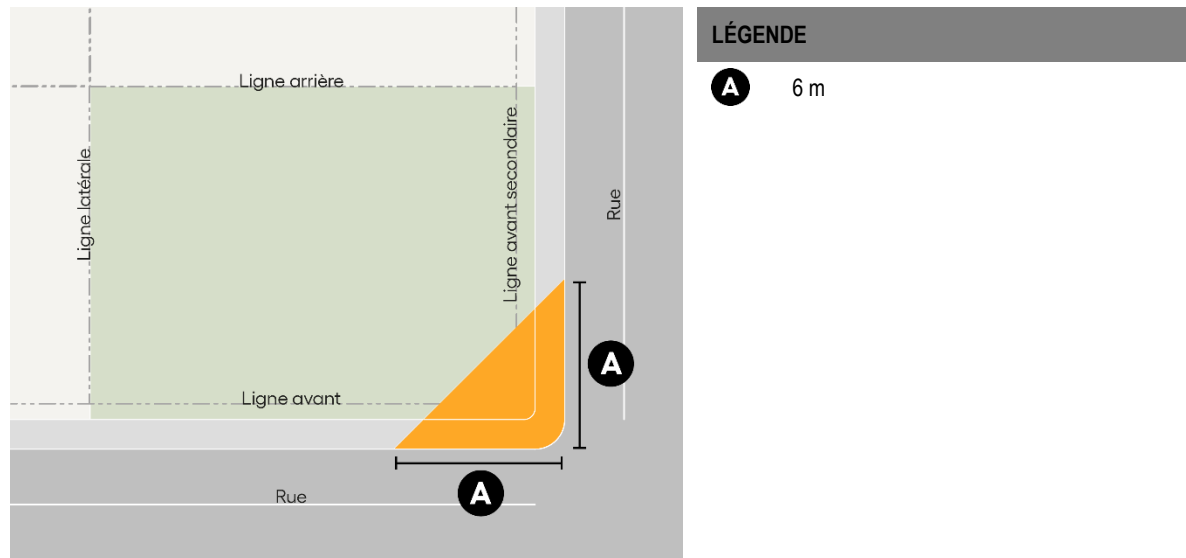 Ligne arrière
Ligne latérale
Ligne avant secondaire
Rue
Ligne avant
A
A
Rue
LÉGENDE
A 6 m